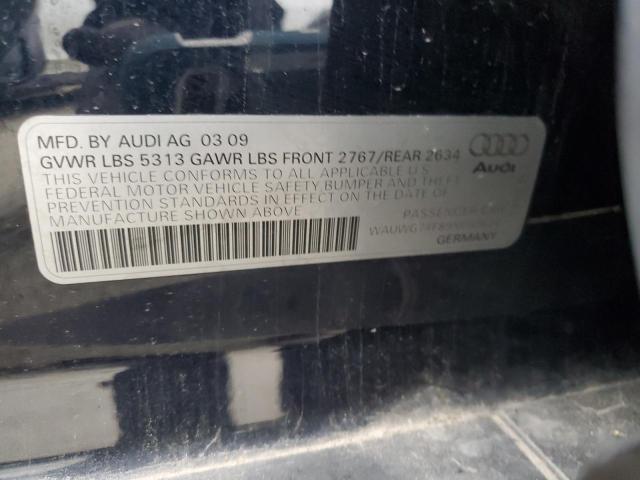 MFD. BY AUDI AG 03 09
GVWR LBS 5313 GAWR LBS FRONT 2767/REAR 2634
THIS VEHICLE CONFORMS TO ALL APPLICABLE U S
FEDERAL MOTOR VEHICLE SAFETY BUMPER AND THEFT
PREVENTION STANDARDS IN EFFECT ON THE DATE OF
MANUFACTURE SHOWN ABOVE
Audi
PASSENGER CAR
GERMANY